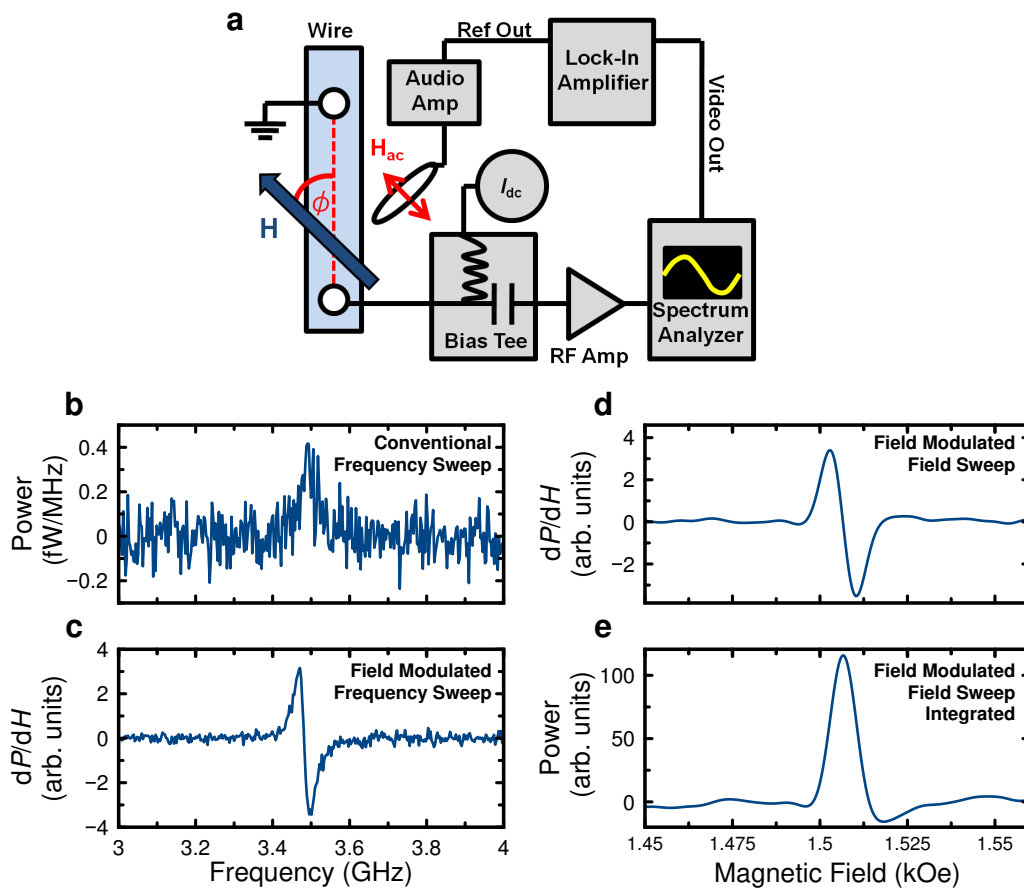 a
Wire
Ref Out
Lock-In
Amplifier
Audio
Amp
Video Out
H_ac
I_dc
ϕ
H
Bias Tee
RF Amp
Spectrum
Analyzer
b
Conventional
Frequency Sweep
Power
(fW/MHz)
0.4
0.2
0
−0.2
c
Field Modulated
Frequency Sweep
dP/dH
(arb. units)
4
2
0
−2
−4
3 3.2 3.4 3.6 3.8 4
Frequency (GHz)
d
Field Modulated
Field Sweep
dP/dH
(arb. units)
4
2
0
−2
e
Field Modulated
Field Sweep
Integrated
Power
(arb. units)
100
50
0
1.45 1.475 1.5 1.525 1.55
Magnetic Field (kOe)